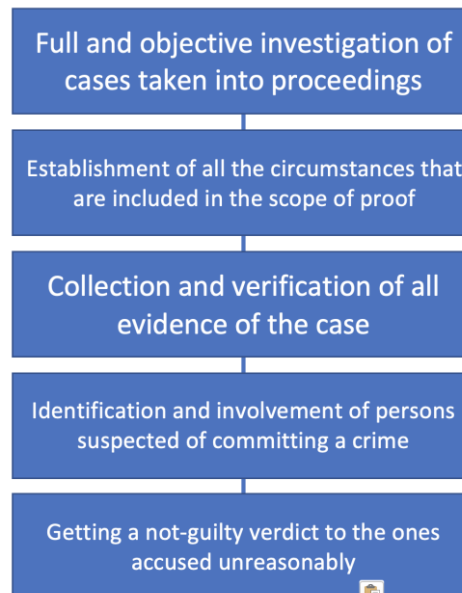 Full and objective investigation of
cases taken into proceedings
Establishment of all the circumstances that
are included in the scope of proof
Collection and verification of all
evidence of the case
Identification and involvement of persons
suspected of committing a crime
Getting a not-guilty verdict to the ones
accused unreasonably